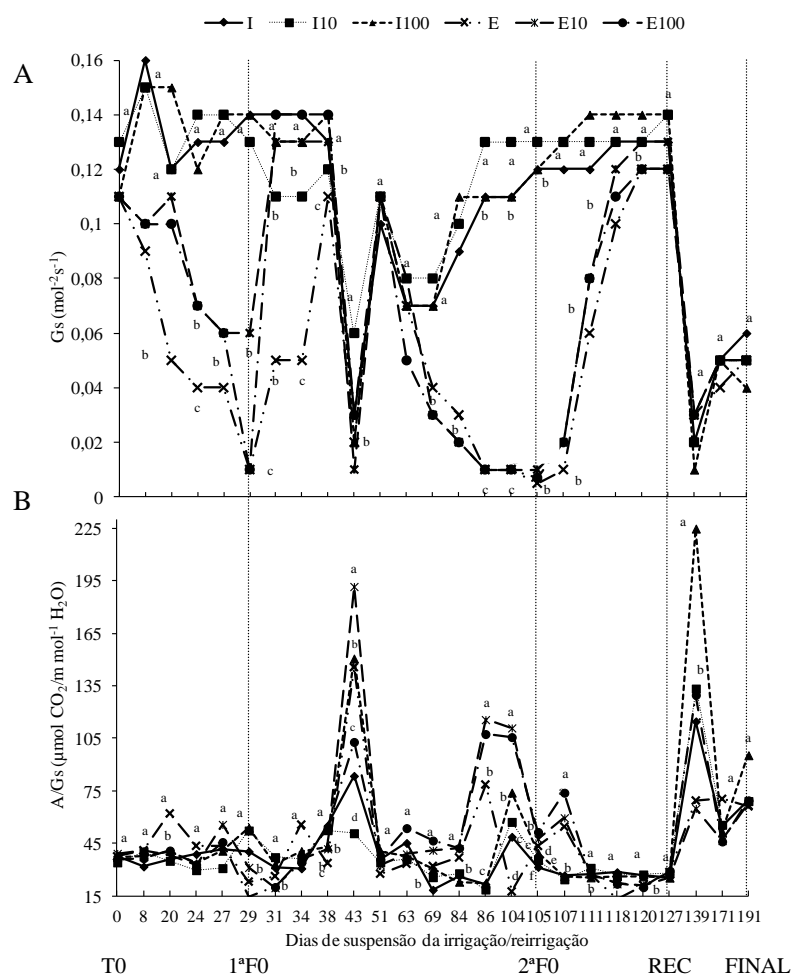 I I10 I100 E E10 E100
A
0,16
0,14
0,12
0,1
0,08
0,06
0,04
0,02
0
Gs (mol⁻²s⁻¹)
B
225
195
165
135
105
75
45
15
A/Gs (µmol CO₂/m mol⁻¹ H₂O)
0 8 20 24 27 29 31 34 38 43 51 63 69 84 86 104 105 107 111 118 120 127 139 171 191
Dias de suspensão da irrigação/reirrigação
T0 1ªF0 2ªF0 REC FINAL